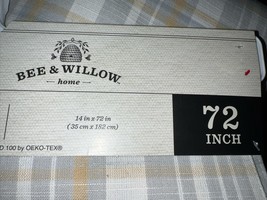 BEE & WILLOW
home
14 in x 72 in
(35 cm x 182 cm)
72
INCH
D 100 by OEKO-TEX®